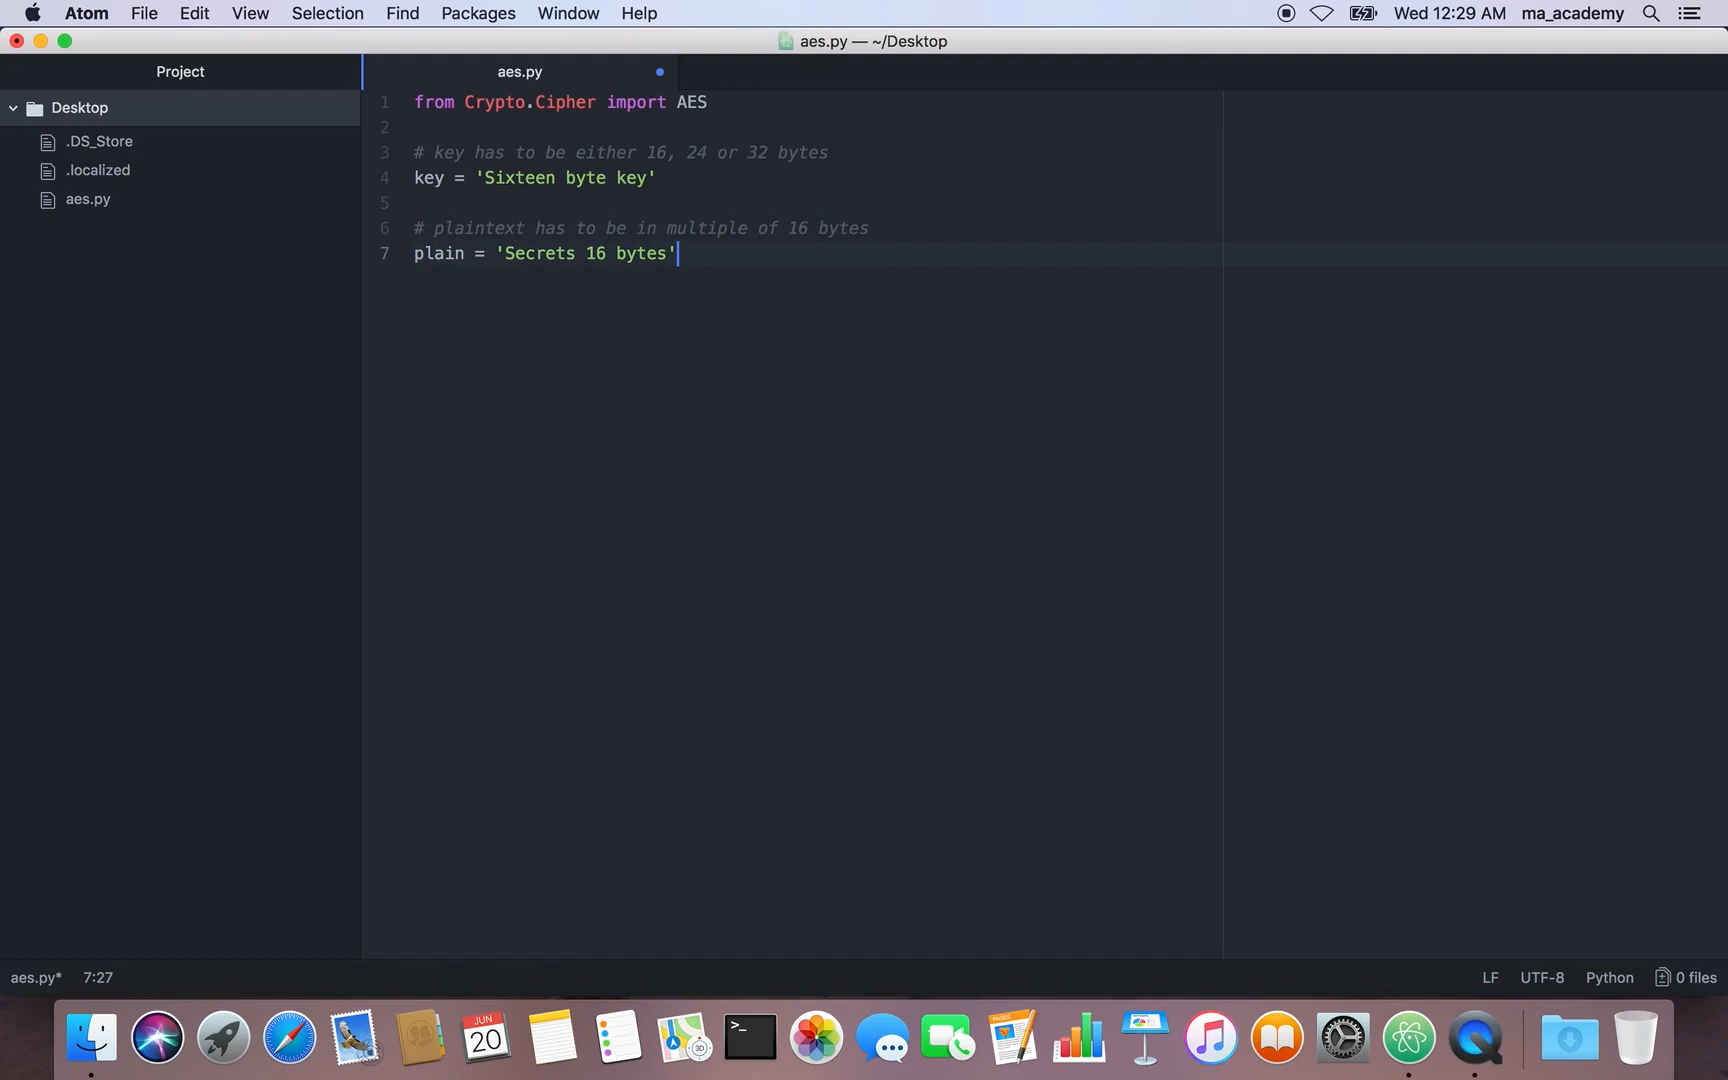 Atom File Edit View Selection Find Packages Window Help Wed 12:29 AM ma_academy
aes.py — ~/Desktop
Project
aes.py
Desktop
.DS_Store
.localized
aes.py
1 from Crypto.Cipher import AES
2
3 # key has to be either 16, 24 or 32 bytes
4 key = 'Sixteen byte key'
5
6 # plaintext has to be in multiple of 16 bytes
7 plain = 'Secrets 16 bytes'
aes.py* 7:27 LF UTF-8 Python 0 files
JUN
20